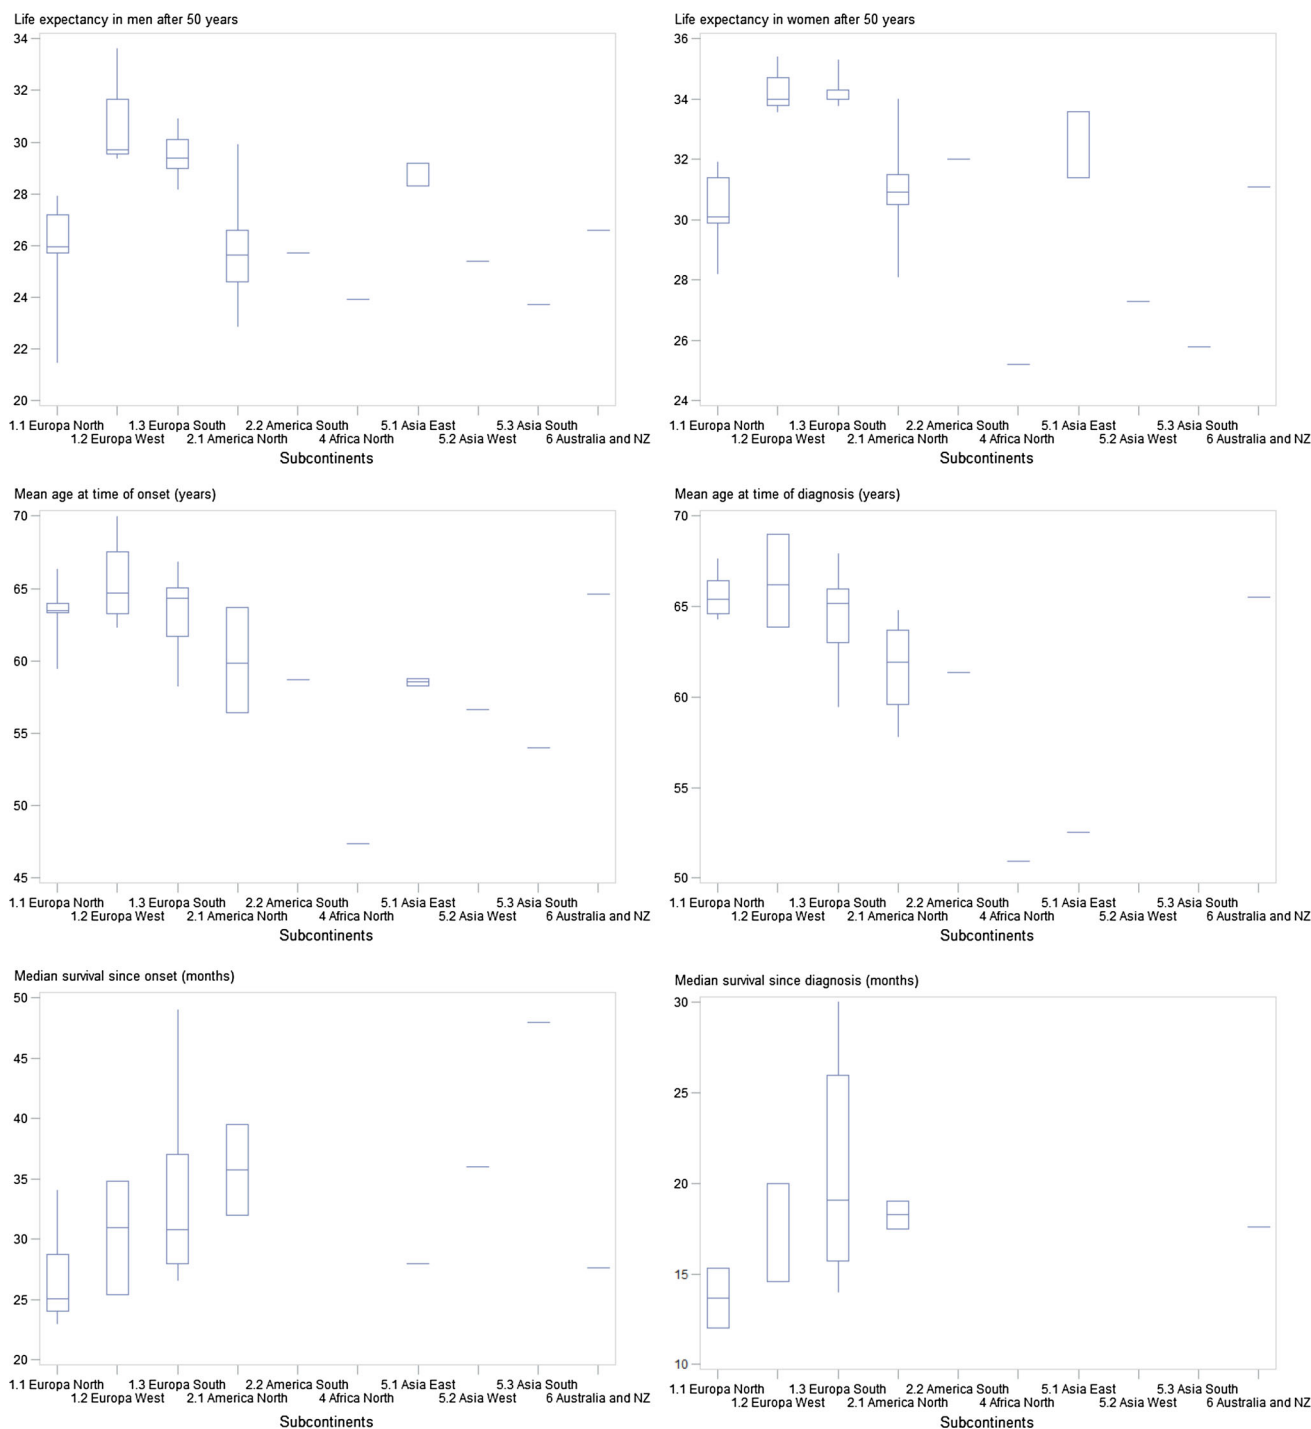 Life expectancy in men after 50 years
34
32
30
28
26
24
22
20
1.1 Europa North 1.3 Europa South 2.2 America South 5.1 Asia East 5.3 Asia South
1.2 Europa West 2.1 America North 4 Africa North 5.2 Asia West 6 Australia and NZ
Subcontinents
Life expectancy in women after 50 years
36
34
32
30
28
26
24
1.1 Europa North 1.3 Europa South 2.2 America South 5.1 Asia East 5.3 Asia South
1.2 Europa West 2.1 America North 4 Africa North 5.2 Asia West 6 Australia and NZ
Subcontinents
Mean age at time of onset (years)
70
65
60
55
50
45
1.1 Europa North 1.3 Europa South 2.2 America South 5.1 Asia East 5.3 Asia South
1.2 Europa West 2.1 America North 4 Africa North 5.2 Asia West 6 Australia and NZ
Subcontinents
Mean age at time of diagnosis (years)
70
65
60
55
50
1.1 Europa North 1.3 Europa South 2.2 America South 5.1 Asia East 5.3 Asia South
1.2 Europa West 2.1 America North 4 Africa North 5.2 Asia West 6 Australia and NZ
Subcontinents
Median survival since onset (months)
50
45
40
35
30
25
20
1.1 Europa North 1.3 Europa South 2.2 America South 5.1 Asia East 5.3 Asia South
1.2 Europa West 2.1 America North 4 Africa North 5.2 Asia West 6 Australia and NZ
Subcontinents
Median survival since diagnosis (months)
30
25
20
15
10
1.1 Europa North 1.3 Europa South 2.2 America South 5.1 Asia East 5.3 Asia South
1.2 Europa West 2.1 America North 4 Africa North 5.2 Asia West 6 Australia and NZ
Subcontinents